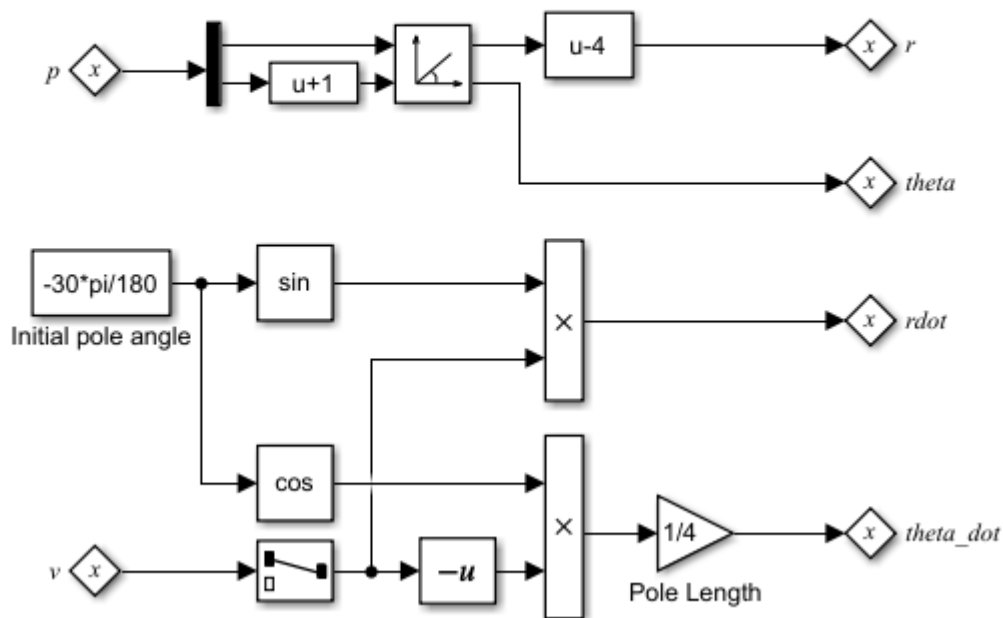 p
x
u+1
u-4
x
r
x
theta
-30*pi/180
Initial pole angle
sin
×
x
rdot
cos
×
1/4
x
theta_dot
v
x
-u
Pole Length